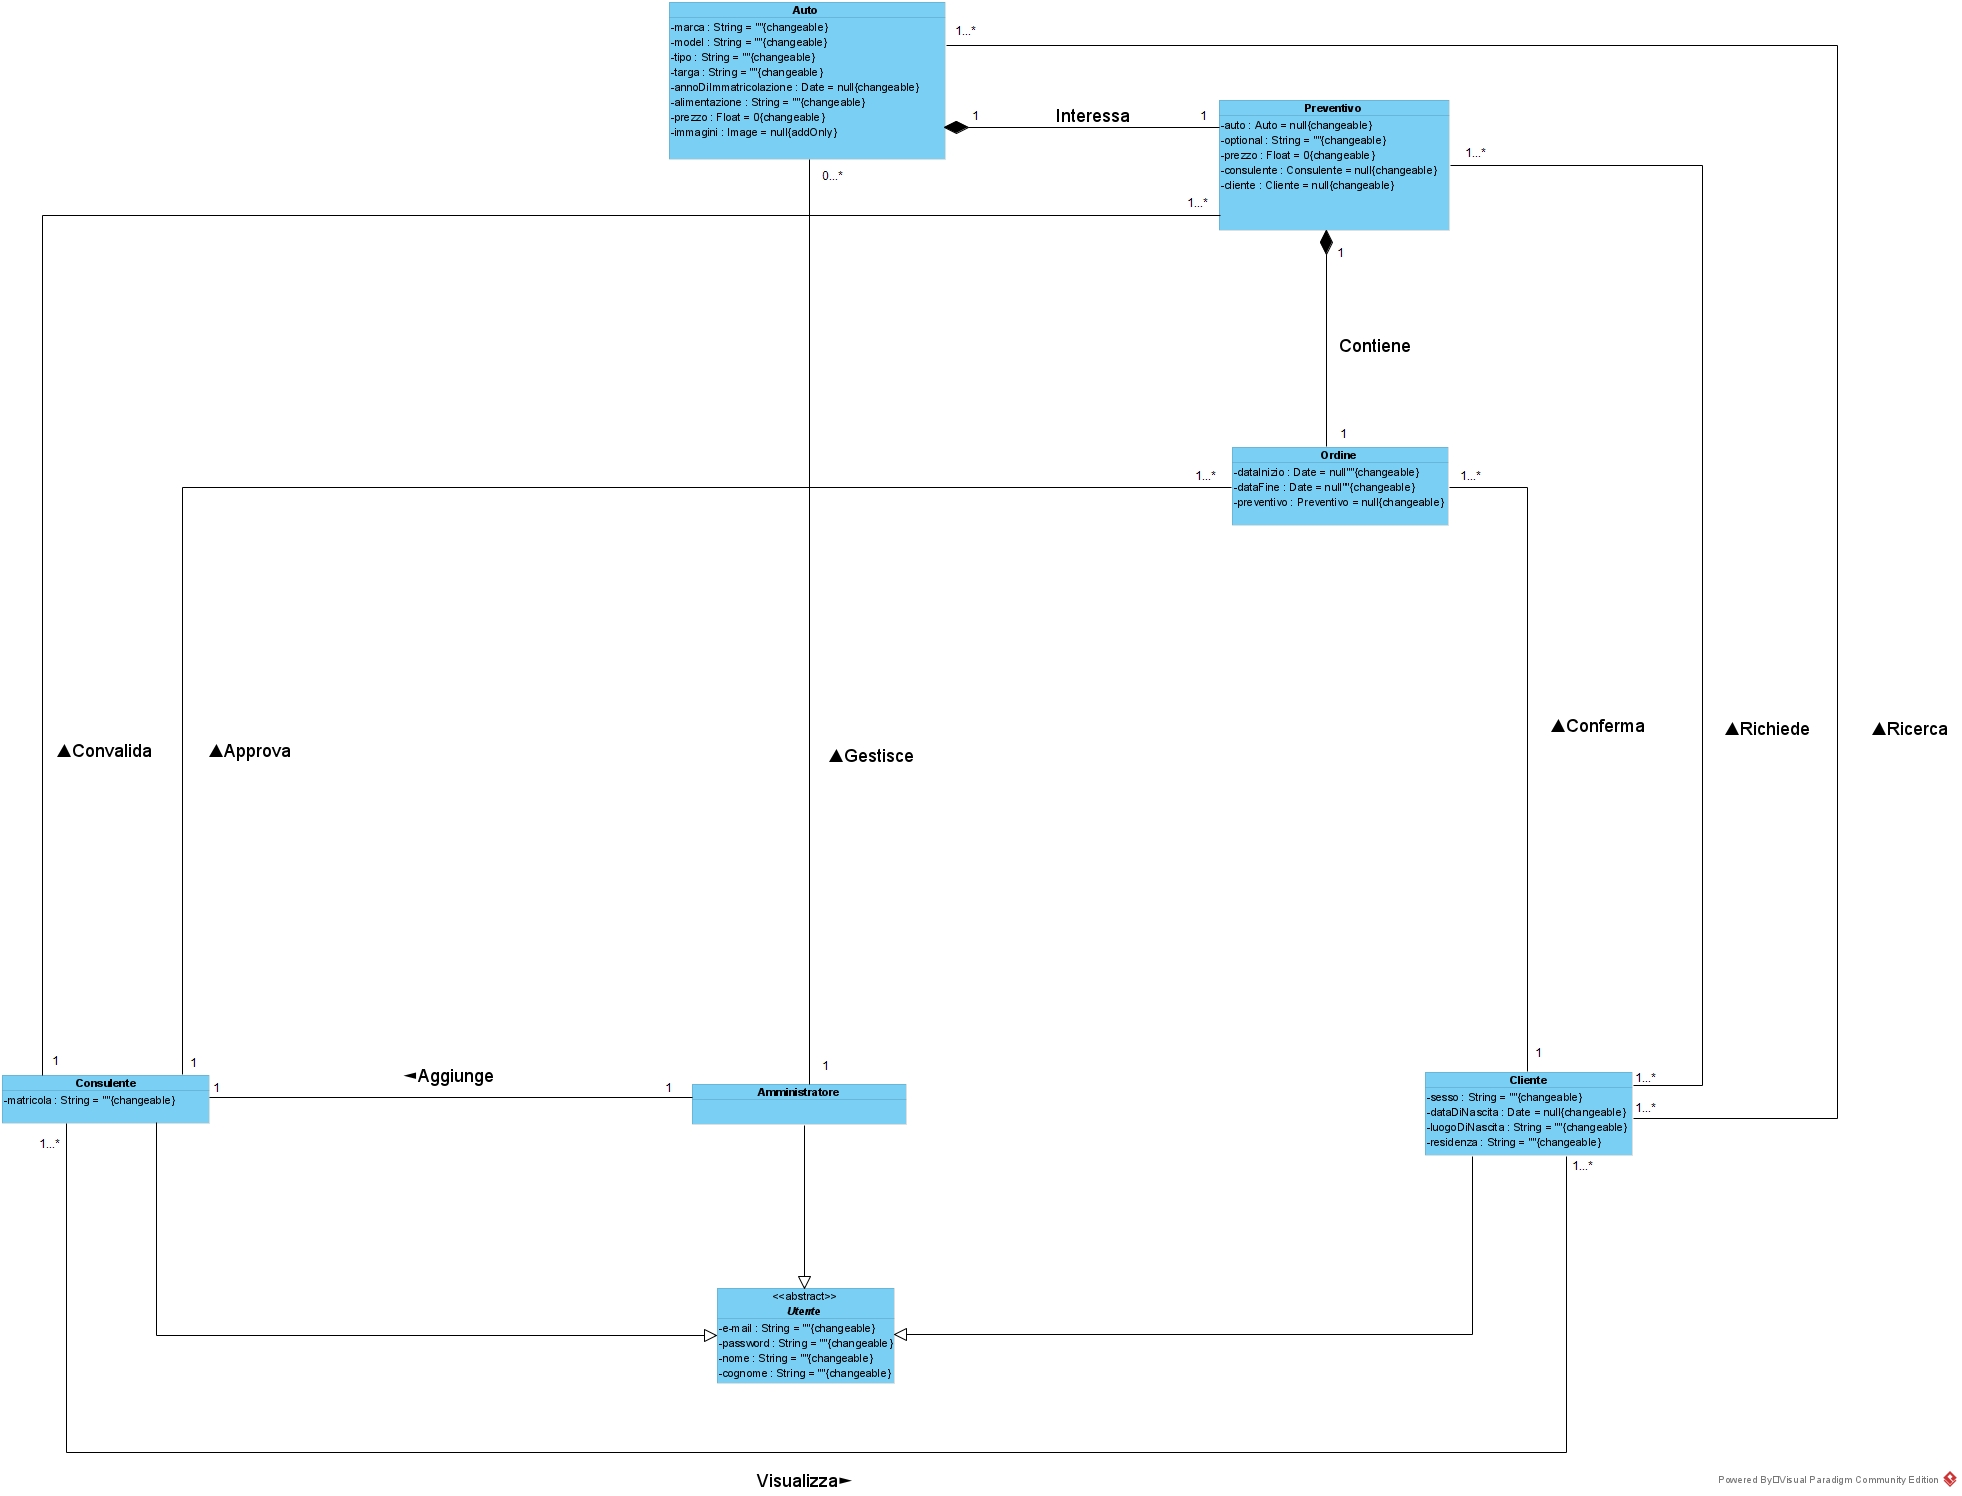 Auto
-marca : String = ""{changeable}
-model : String = ""{changeable}
-tipo : String = ""{changeable}
-targa : String = ""{changeable}
-annoDiImmatricolazione : Date = null{changeable}
-alimentazione : String = ""{changeable}
-prezzo : Float = 0{changeable}
-immagini : Image = null{addOnly}
1...*
1
Interessa
1
Preventivo
-auto : Auto = null{changeable}
-optional : String = ""{changeable}
-prezzo : Float = 0{changeable}
-consulente : Consulente = null{changeable}
-cliente : Cliente = null{changeable}
1...*
0...*
1...*
1
Contiene
1
Ordine
-dataInizio : Date = null""{changeable}
-dataFine : Date = null""{changeable}
-preventivo : Preventivo = null{changeable}
1...*
1...*
▲Convalida
▲Approva
▲Gestisce
▲Conferma
▲Richiede
▲Ricerca
1
1
1
1
Consulente
-matricola : String = ""{changeable}
1
◄Aggiunge
1
Amministratore
Cliente
-sesso : String = ""{changeable}
-dataDiNascita : Date = null{changeable}
-luogoDiNascita : String = ""{changeable}
-residenza : String = ""{changeable}
1...*
1...*
1...*
1...*
<<abstract>>
Utente
-e-mail : String = ""{changeable}
-password : String = ""{changeable}
-nome : String = ""{changeable}
-cognome : String = ""{changeable}
Visualizza►
Powered By Visual Paradigm Community Edition